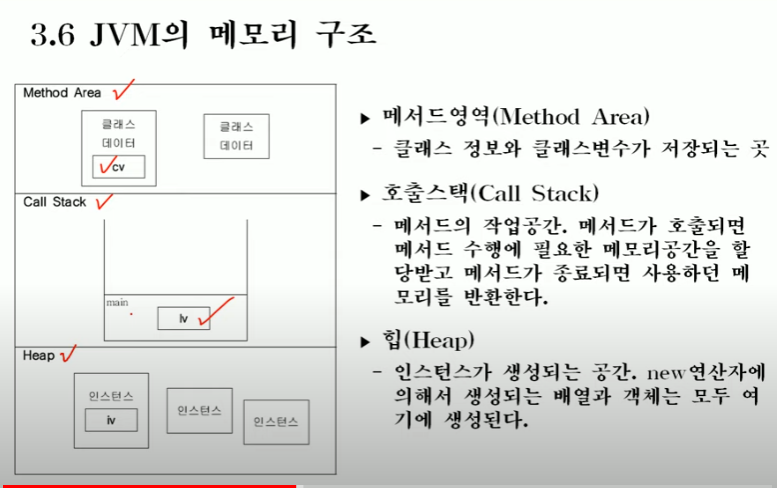 3.6 JVM의 메모리 구조
Method Area
클래스
데이터
cv
클래스
데이터
Call Stack
main
lv
Heap
인스턴스
iv
인스턴스
인스턴스
▶ 메서드영역(Method Area)
- 클래스 정보와 클래스변수가 저장되는 곳
▶ 호출스택(Call Stack)
- 메서드의 작업공간. 메서드가 호출되면
메서드 수행에 필요한 메모리공간을 할
당받고 메서드가 종료되면 사용하던 메
모리를 반환한다.
▶ 힙(Heap)
- 인스턴스가 생성되는 공간. new연산자에
의해서 생성되는 배열과 객체는 모두 여
기에 생성된다.